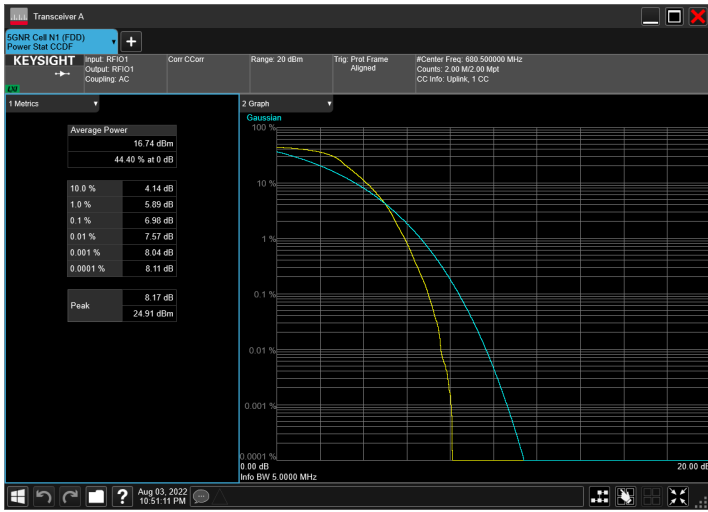 Transceiver A
5GNR Cell N1 (FDD)
Power Stat CCDF
KEYSIGHT
LXI
Input: RFIO1
Output: RFIO1
Coupling: AC
Corr CCorr
Range: 20 dBm
Trig: Prot Frame
Aligned
#Center Freq: 680.500000 MHz
Counts: 2.00 M/2.00 Mpt
CC Info: Uplink, 1 CC
1 Metrics
Average Power
16.74 dBm
44.40 % at 0 dB
10.0 % 4.14 dB
1.0 % 5.89 dB
0.1 % 6.98 dB
0.01 % 7.57 dB
0.001 % 8.04 dB
0.0001 % 8.11 dB
Peak
8.17 dB
24.91 dBm
2 Graph
Gaussian
100 %
10 %
1 %
0.1 %
0.01 %
0.001 %
0.0001 %
0.00 dB
20.00 dB
Info BW 5.0000 MHz
?
Aug 03, 2022
10:51:11 PM